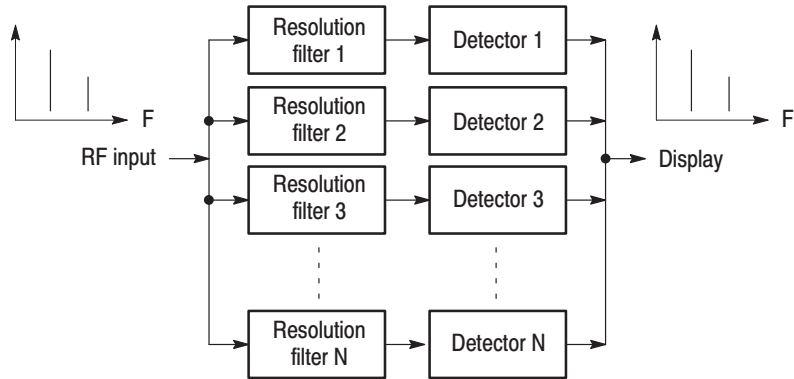 Resolution
filter 1
Detector 1
F
F
Resolution
filter 2
Detector 2
RF input
Display
Resolution
filter 3
Detector 3
Resolution
filter N
Detector N